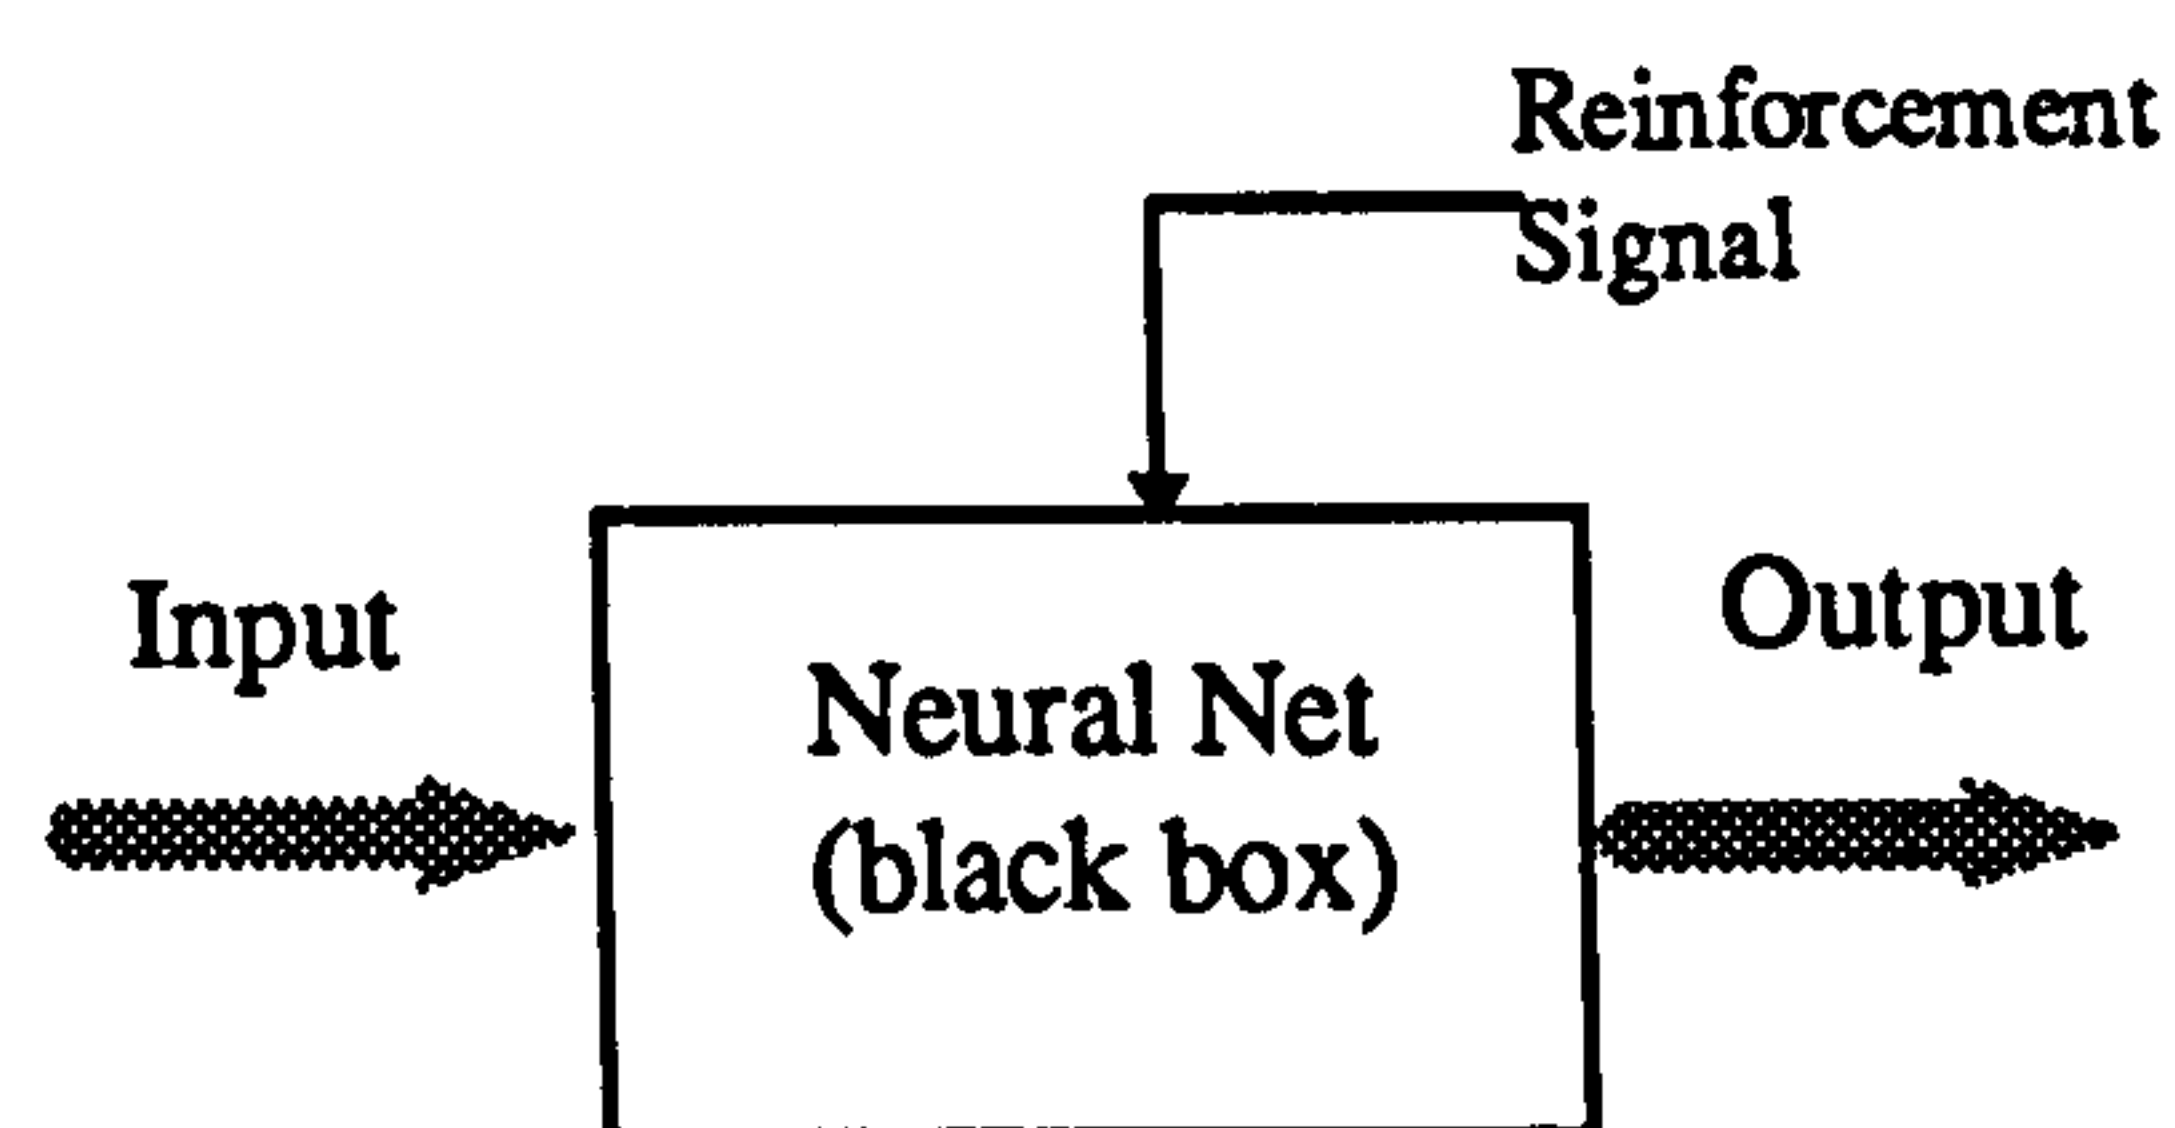 Reinforcement
Signal
Input
Neural Net
(black box)
Output